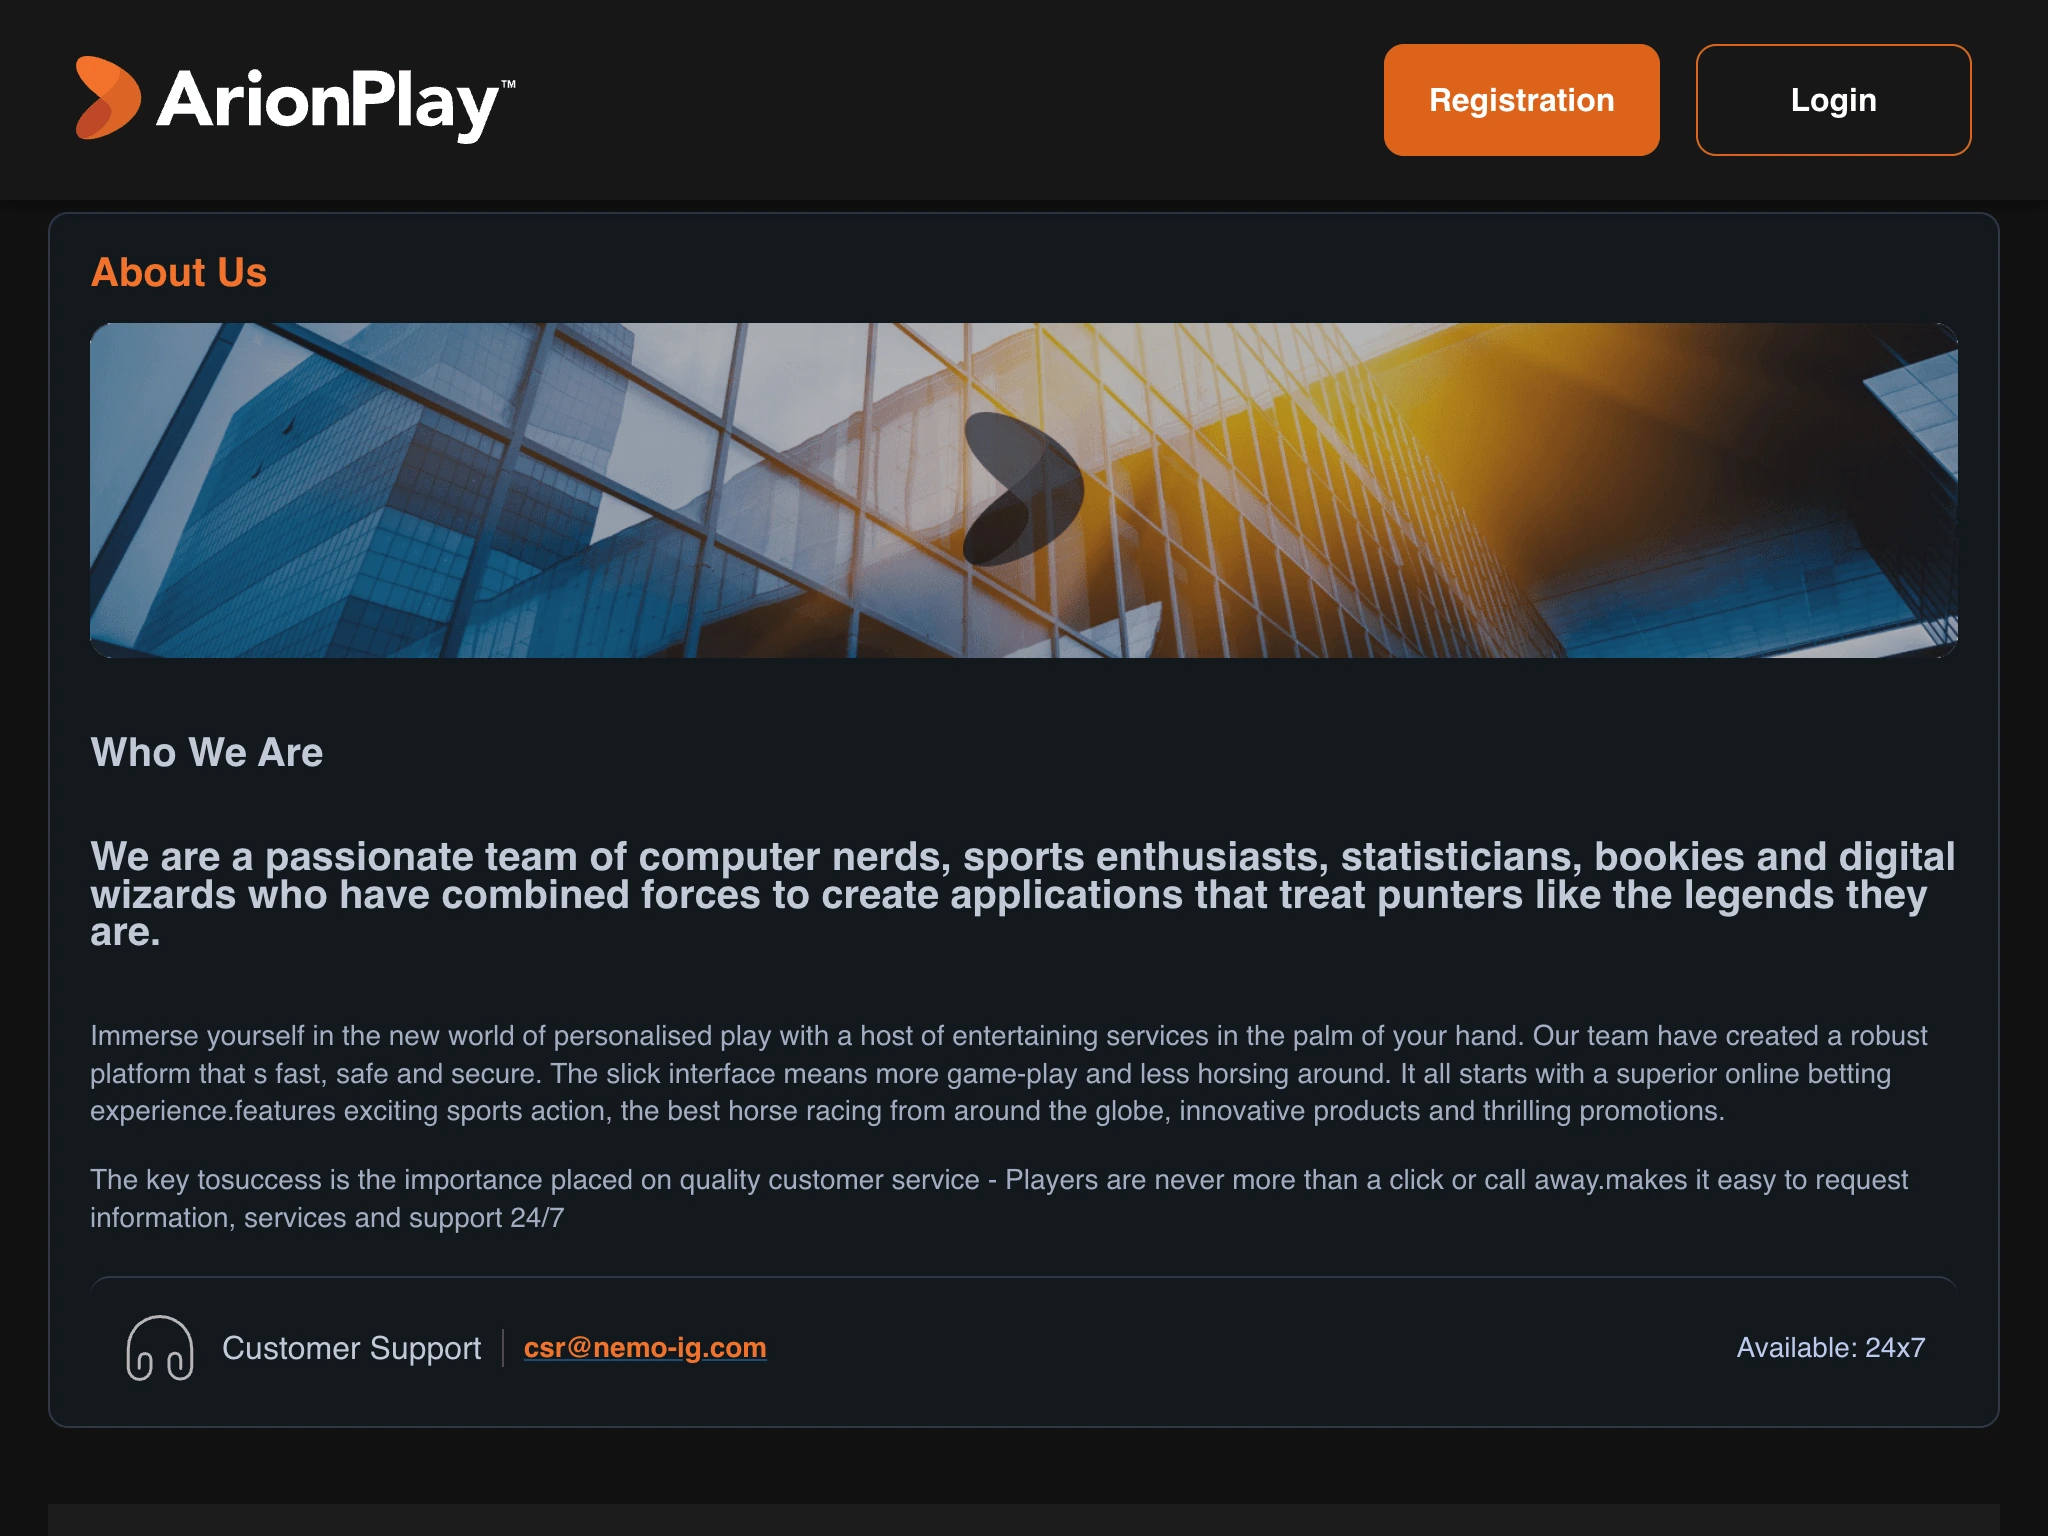 ArionPlay™
Registration
Login
About Us
Who We Are
We are a passionate team of computer nerds, sports enthusiasts, statisticians, bookies and digital
wizards who have combined forces to create applications that treat punters like the legends they
are.
Immerse yourself in the new world of personalised play with a host of entertaining services in the palm of your hand. Our team have created a robust
platform that s fast, safe and secure. The slick interface means more game-play and less horsing around. It all starts with a superior online betting
experience.features exciting sports action, the best horse racing from around the globe, innovative products and thrilling promotions.
The key tosuccess is the importance placed on quality customer service - Players are never more than a click or call away.makes it easy to request
information, services and support 24/7
Customer Support | csr@nemo-ig.com
Available: 24x7